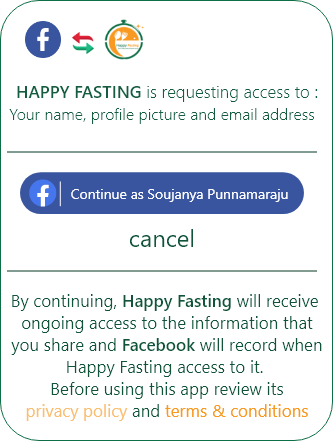 HAPPY FASTING is requesting access to :
Your name, profile picture and email address
Continue as Soujanya Punnamaraju
cancel
By continuing, Happy Fasting will receive
ongoing access to the information that
you share and Facebook will record when
Happy Fasting access to it.
Before using this app review its
privacy policy and terms & conditions